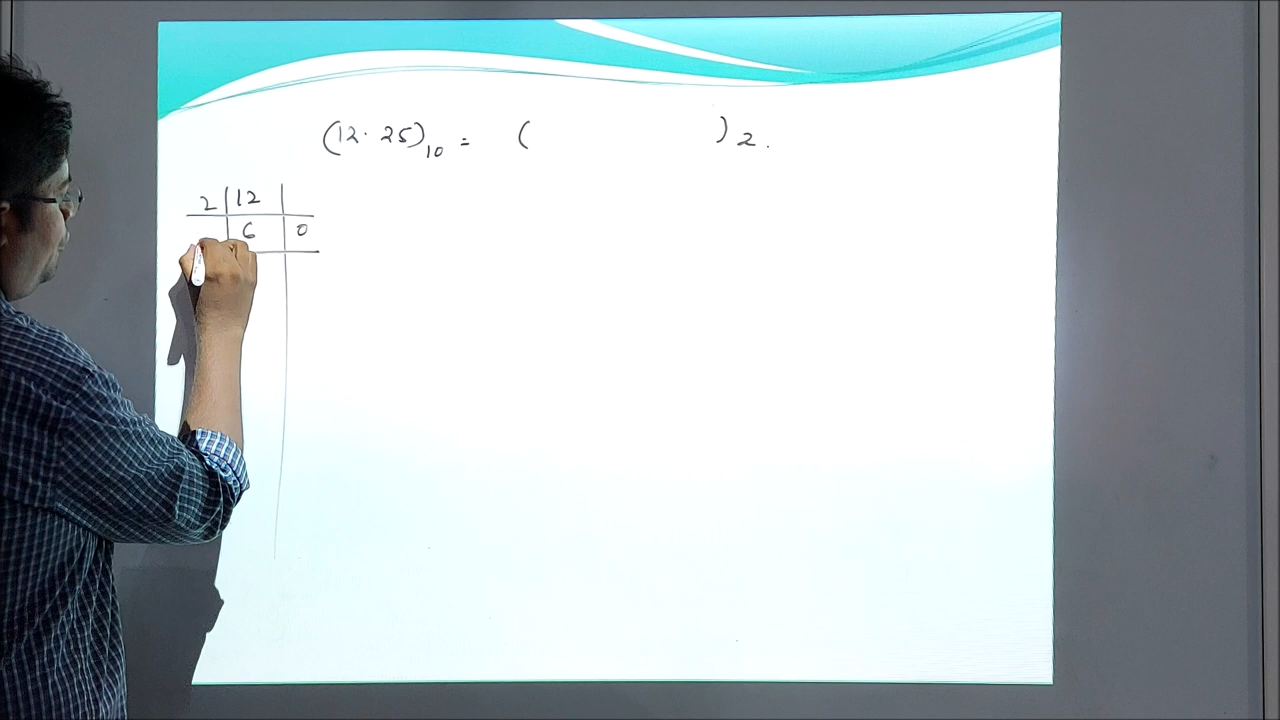 (12.25)10 = ( )2.
2 | 12 |
6 | 0